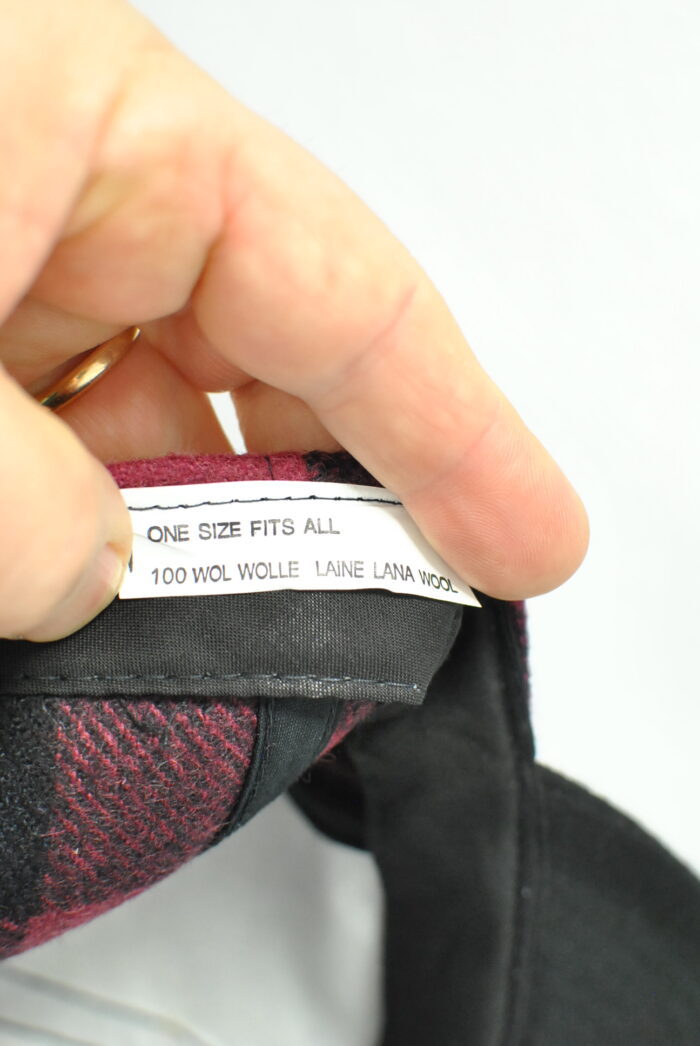 ONE SIZE FITS ALL
100 WOL WOLLE LAINE LANA WOOL